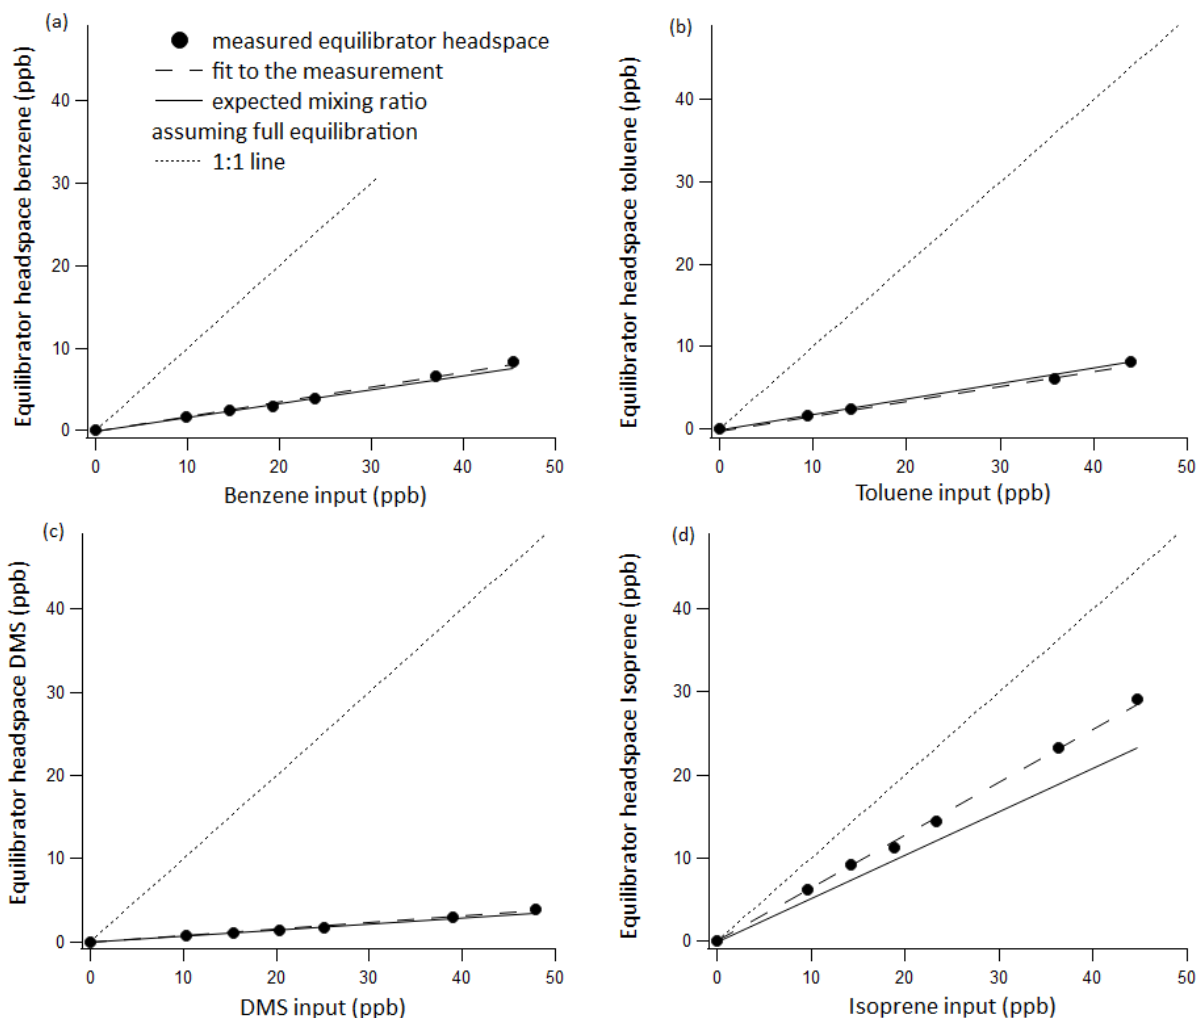 (a)
measured equilibrator headspace
fit to the measurement
expected mixing ratio
assuming full equilibration
1:1 line
Equilibrator headspace benzene (ppb)
40
30
20
10
0
0 10 20 30 40 50
Benzene input (ppb)
(b)
Equilibrator headspace toluene (ppb)
40
30
20
10
0
0 10 20 30 40 50
Toluene input (ppb)
(c)
Equilibrator headspace DMS (ppb)
40
30
20
10
0
0 10 20 30 40 50
DMS input (ppb)
(d)
Equilibrator headspace Isoprene (ppb)
40
30
20
10
0
0 10 20 30 40 50
Isoprene input (ppb)